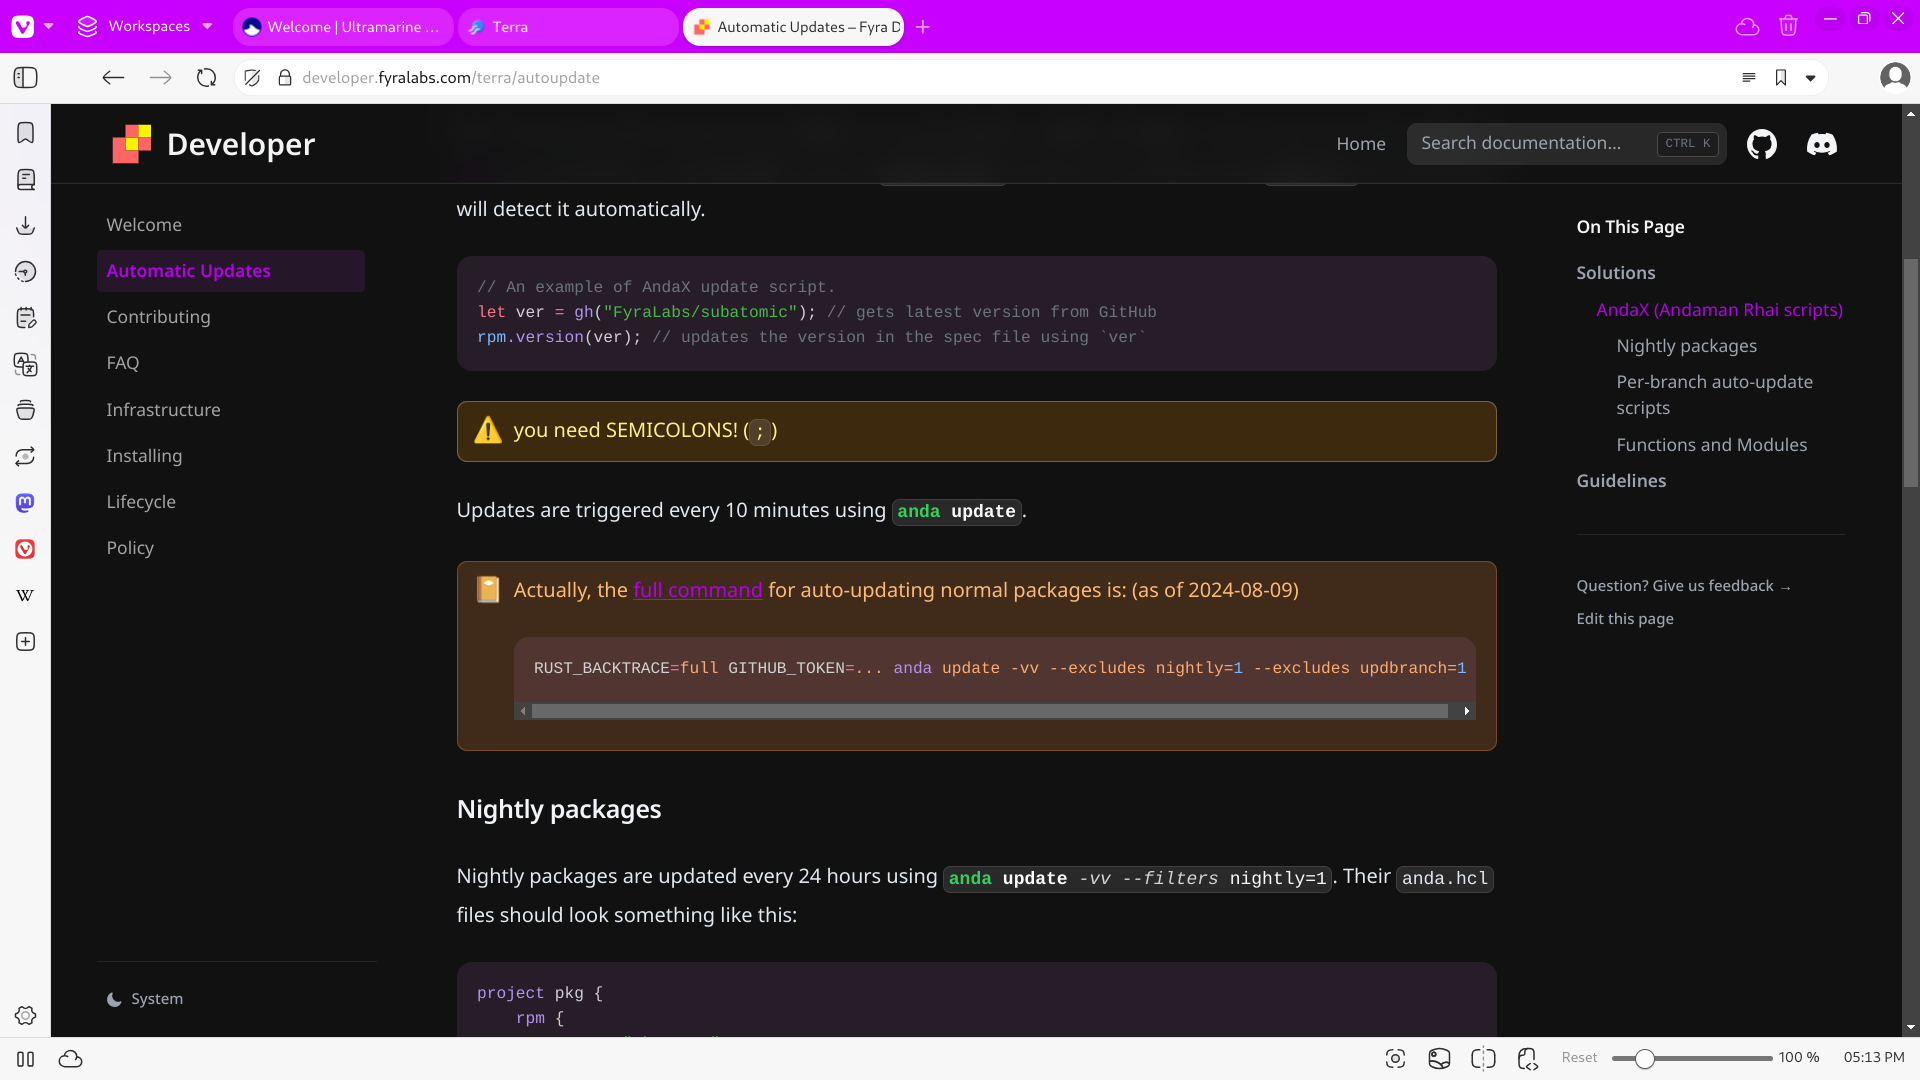 Workspaces
Welcome | Ultramarine ...
Terra
Automatic Updates – Fyra D
developer.fyralabs.com/terra/autoupdate
Developer
Home
Search documentation...
CTRL K
Welcome
Automatic Updates
Contributing
FAQ
Infrastructure
Installing
Lifecycle
Policy
System
will detect it automatically.
// An example of AndaX update script.
let ver = gh("FyraLabs/subatomic"); // gets latest version from GitHub
rpm.version(ver); // updates the version in the spec file using `ver`
you need SEMICOLONS! ( ; )
Updates are triggered every 10 minutes using anda update.
Actually, the full command for auto-updating normal packages is: (as of 2024-08-09)
RUST_BACKTRACE=full GITHUB_TOKEN=... anda update -vv --excludes nightly=1 --excludes updbranch=1
Nightly packages
Nightly packages are updated every 24 hours using anda update -vv --filters nightly=1. Their anda.hcl
files should look something like this:
project pkg {
rpm {
On This Page
Solutions
AndaX (Andaman Rhai scripts)
Nightly packages
Per-branch auto-update
scripts
Functions and Modules
Guidelines
Question? Give us feedback →
Edit this page
W
Reset
100 %
05:13 PM